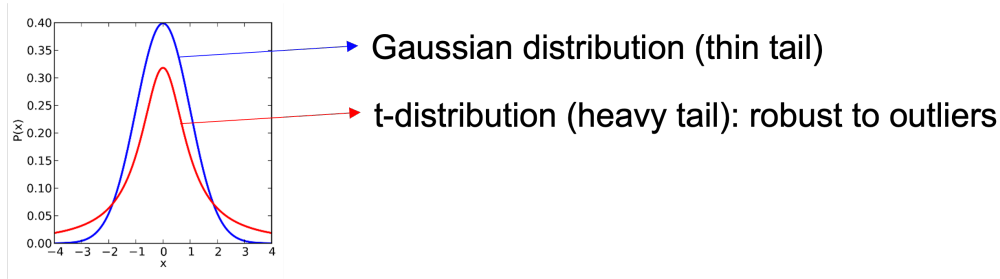 0.40
0.35
0.30
0.25
0.20
0.15
0.10
0.05
0.00
P(x)
−4 −3 −2 −1 0 1 2 3 4
x
Gaussian distribution (thin tail)
t-distribution (heavy tail): robust to outliers